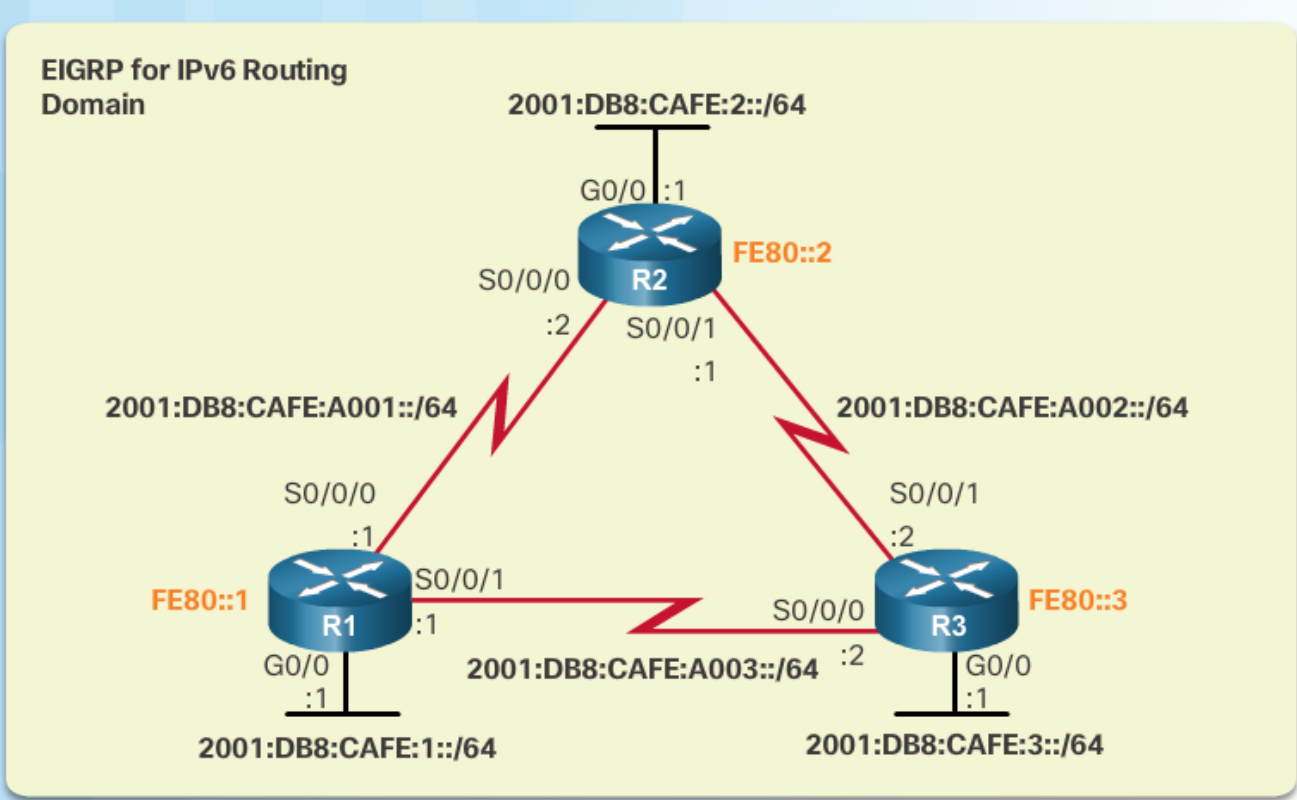 EIGRP for IPv6 Routing
Domain
2001:DB8:CAFE:2::/64
G0/0 :1
R2
FE80::2
S0/0/0
:2
S0/0/1
:1
2001:DB8:CAFE:A001::/64
2001:DB8:CAFE:A002::/64
S0/0/0
:1
S0/0/1
:2
FE80::1
R1
S0/0/1
:1
S0/0/0
:2
R3
FE80::3
2001:DB8:CAFE:A003::/64
G0/0
:1
G0/0
:1
2001:DB8:CAFE:1::/64
2001:DB8:CAFE:3::/64